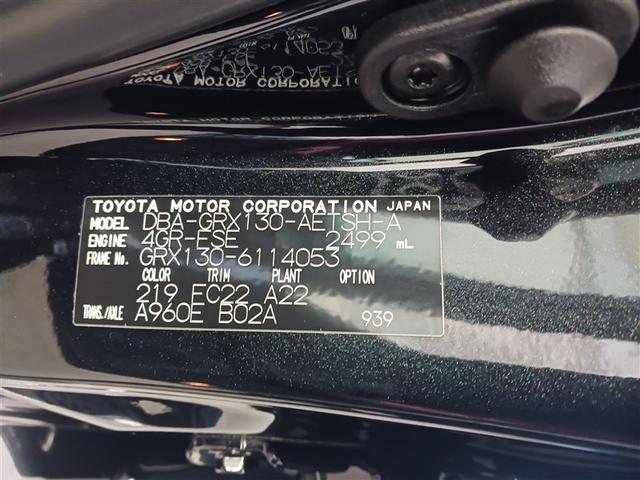 TOYOTA MOTOR CORPORATION JAPAN
MODEL DBA-GRX130-AETSH-A
ENGINE 4GR-FSE 2499 mL
FRAME No. GRX130-6114053
COLOR TRIM PLANT OPTION
219 EC22 A22
TRANS./AXLE A960E B02A 939